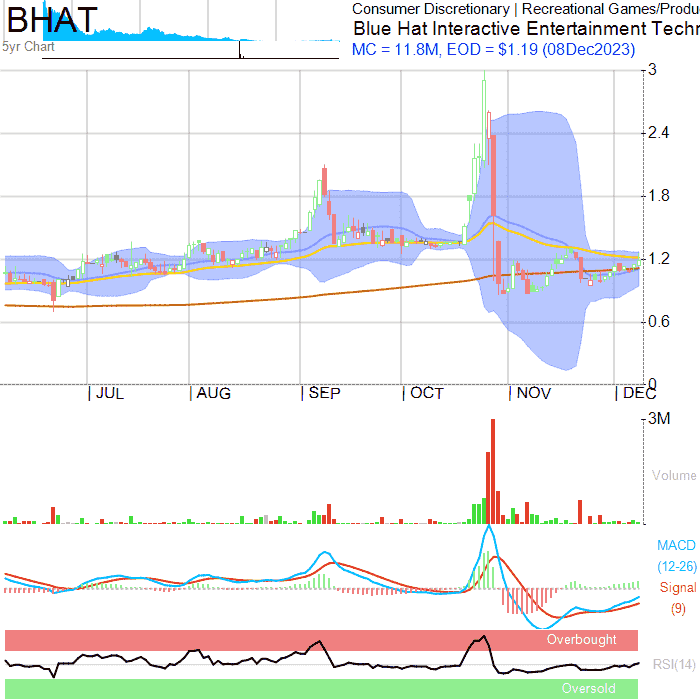 BHAT
5yr Chart
Consumer Discretionary | Recreational Games/Produ
Blue Hat Interactive Entertainment Techn
MC = 11.8M, EOD = $1.19 (08Dec2023)
3
2.4
1.8
1.2
0.6
0
JUL AUG SEP OCT NOV DEC
3M
Volume
MACD
(12-26)
Signal
(9)
Overbought
RSI(14)
Oversold